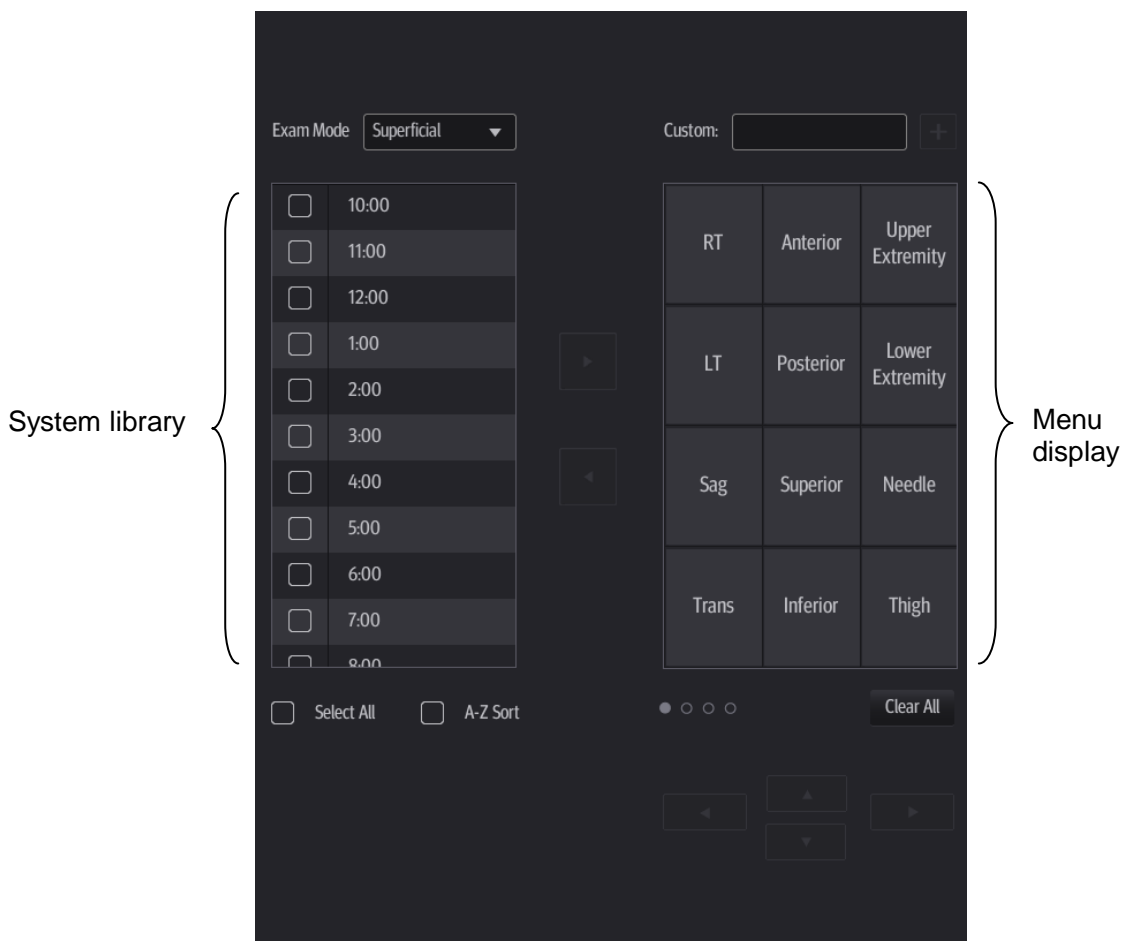 Exam Mode
Superficial
Custom:
System library
10:00
11:00
12:00
1:00
2:00
3:00
4:00
5:00
6:00
7:00
8:00
RT
Anterior
Upper
Extremity
LT
Posterior
Lower
Extremity
Sag
Superior
Needle
Trans
Inferior
Thigh
Menu
display
Select All
A-Z Sort
Clear All